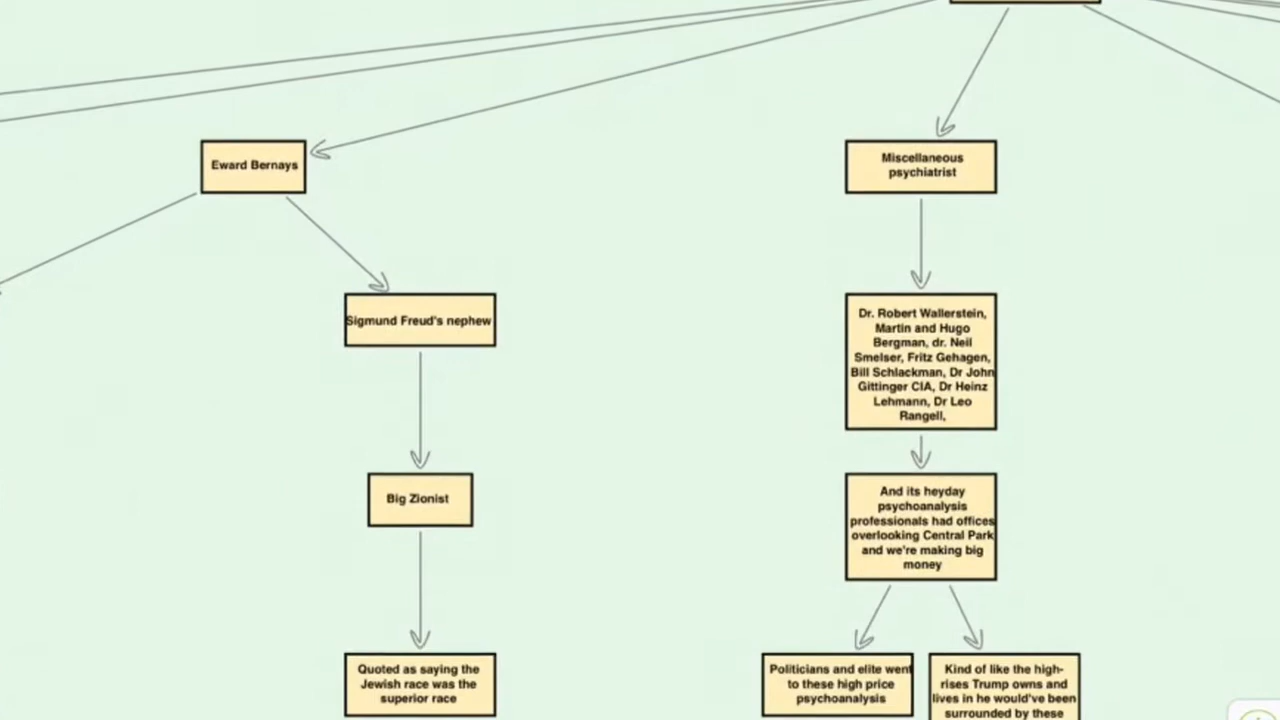 Eward Bernays
Miscellaneous
psychiatrist
Sigmund Freud's nephew
Dr. Robert Wallerstein,
Martin and Hugo
Bergman, dr. Neil
Smelser, Fritz Gehagen,
Bill Schlackman, Dr John
Gittinger CIA, Dr Heinz
Lehmann, Dr Leo
Rangell,
Big Zionist
And its heyday
psychoanalysis
professionals had offices
overlooking Central Park
and we're making big
money
Quoted as saying the
Jewish race was the
superior race
Politicians and elite went
to these high price
psychoanalysis
Kind of like the high-
rises Trump owns and
lives in he would've been
surrounded by these